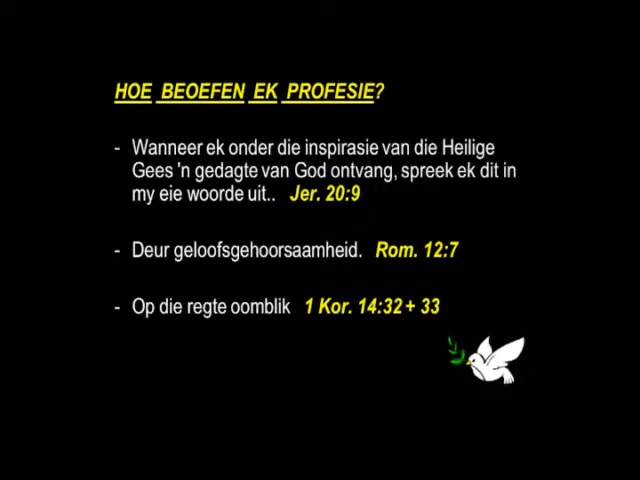 HOE BEOEFEN EK PROFESIE?
- Wanneer ek onder die inspirasie van die Heilige
Gees 'n gedagte van God ontvang, spreek ek dit in
my eie woorde uit.. Jer. 20:9
- Deur geloofsgehoorsaamheid. Rom. 12:7
- Op die regte oomblik 1 Kor. 14:32 + 33